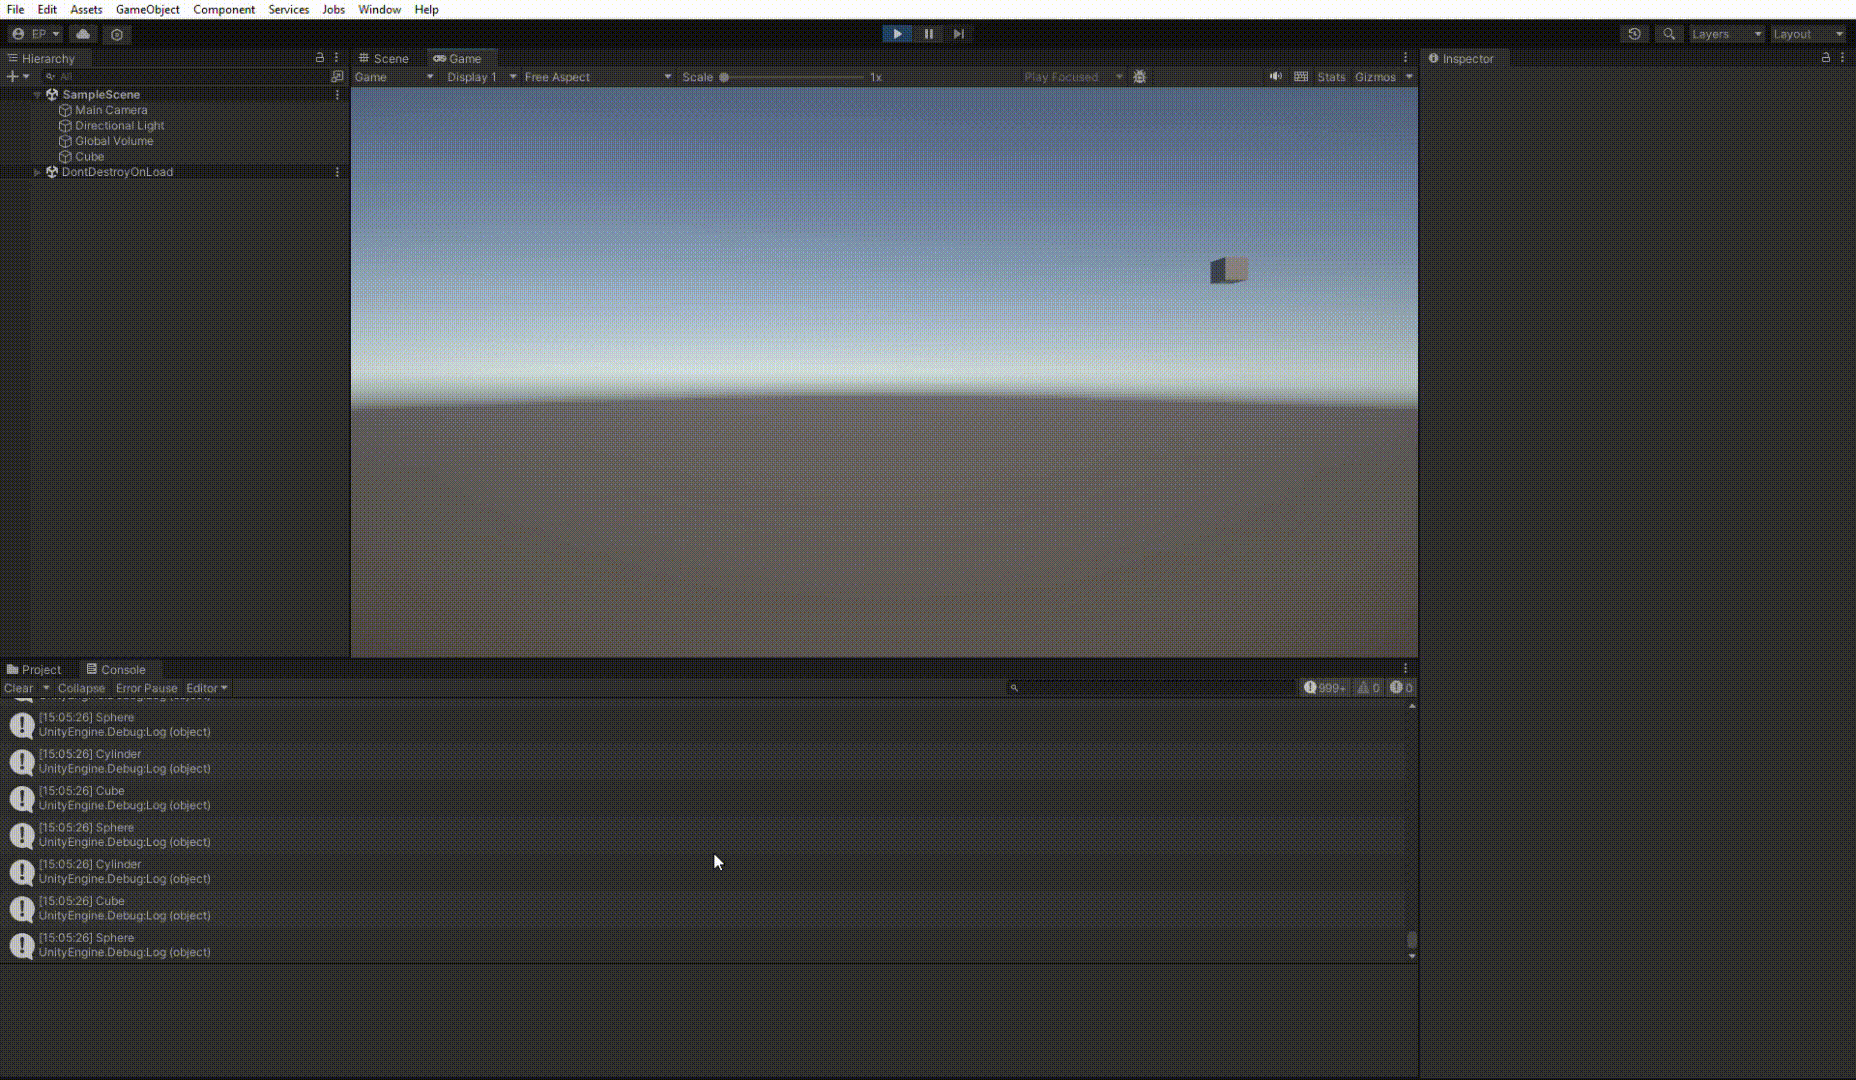 File Edit Assets GameObject Component Services Jobs Window Help
EP Layers Layout
Hierarchy Scene Game Inspector
All Game Display 1 Free Aspect Scale 1x Play Focused Stats Gizmos
SampleScene
Main Camera
Directional Light
Global Volume
Cube
DontDestroyOnLoad
Project Console
Clear Collapse Error Pause Editor 999+ 0 0
[15:05:26] Sphere
UnityEngine.Debug:Log (object)
[15:05:26] Cylinder
UnityEngine.Debug:Log (object)
[15:05:26] Cube
UnityEngine.Debug:Log (object)
[15:05:26] Sphere
UnityEngine.Debug:Log (object)
[15:05:26] Cylinder
UnityEngine.Debug:Log (object)
[15:05:26] Cube
UnityEngine.Debug:Log (object)
[15:05:26] Sphere
UnityEngine.Debug:Log (object)